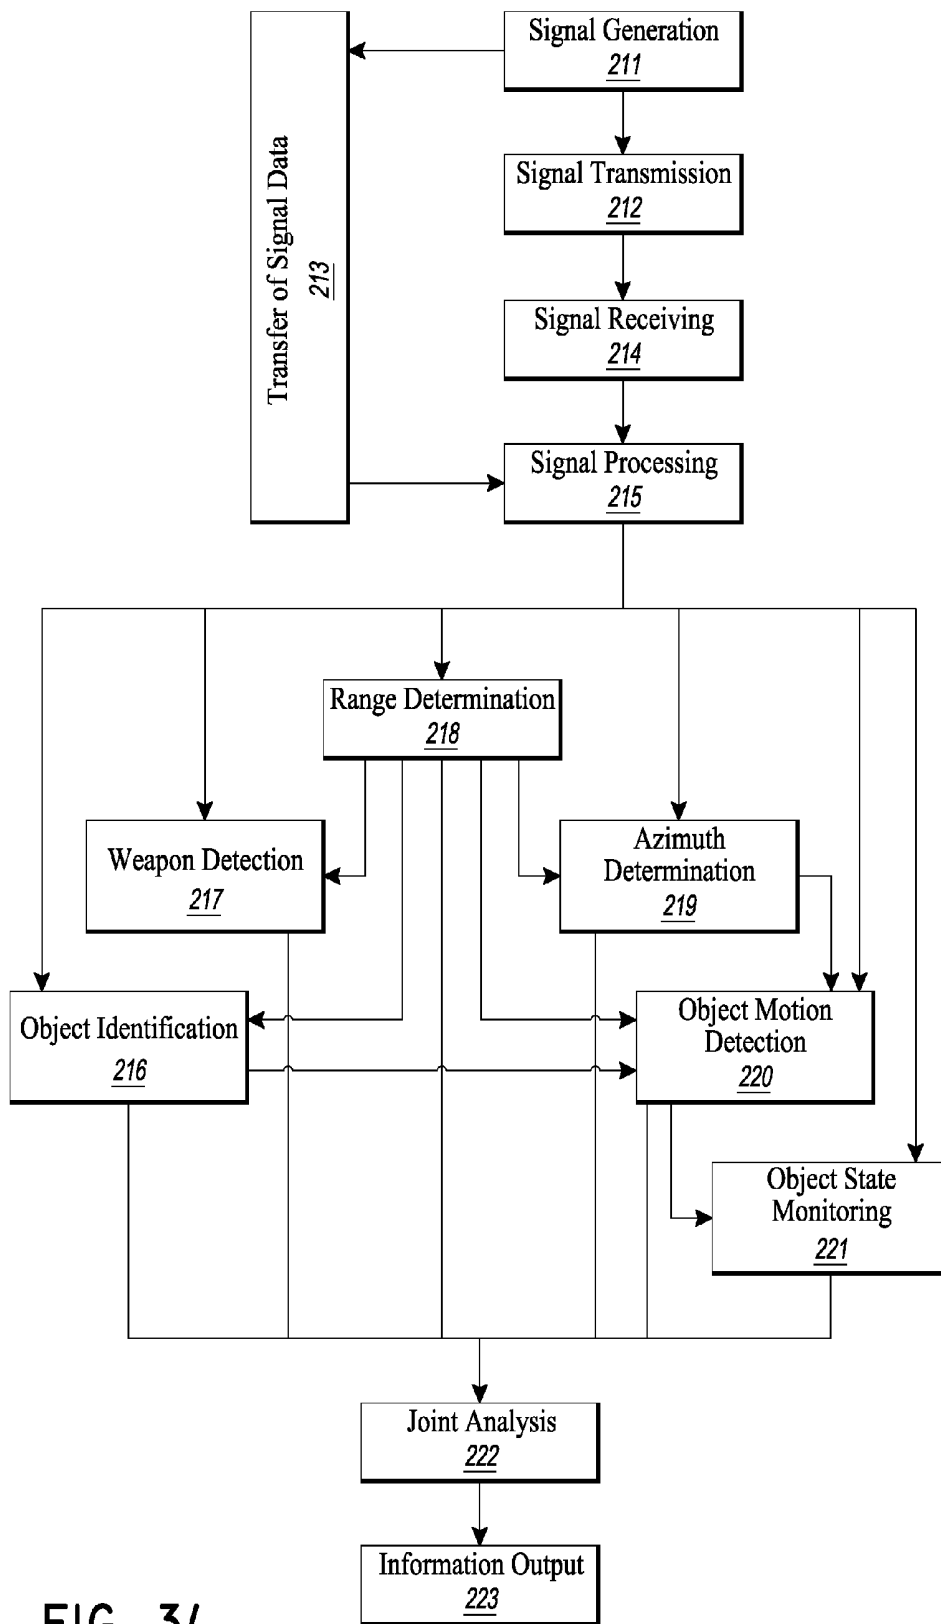 Signal Generation
211
Transfer of Signal Data
213
Signal Transmission
212
Signal Receiving
214
Signal Processing
215
Range Determination
218
Weapon Detection
217
Azimuth
Determination
219
Object Identification
216
Object Motion
Detection
220
Object State
Monitoring
221
Joint Analysis
222
Information Output
223
FIG.